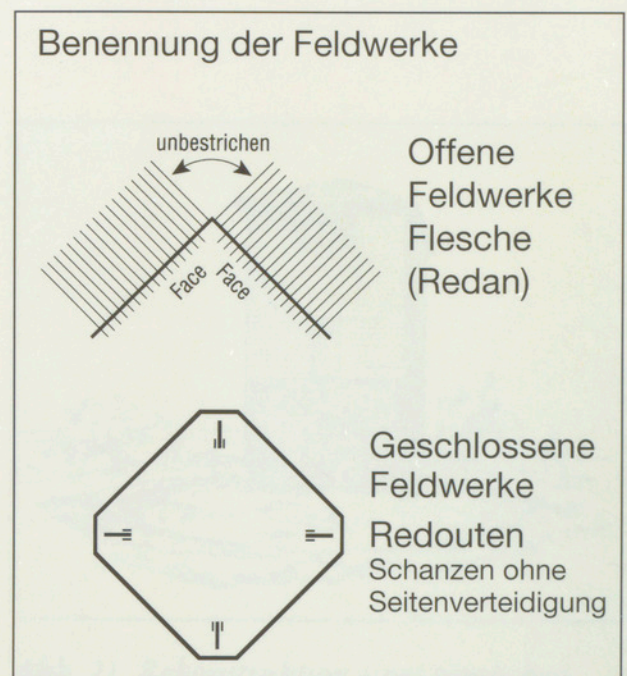 Benennung der Feldwerke
unbestrichen
Offene
Feldwerke
Flesche
(Redan)
Face Face
Geschlossene
Feldwerke
Redouten
Schanzen ohne
Seitenverteidigung